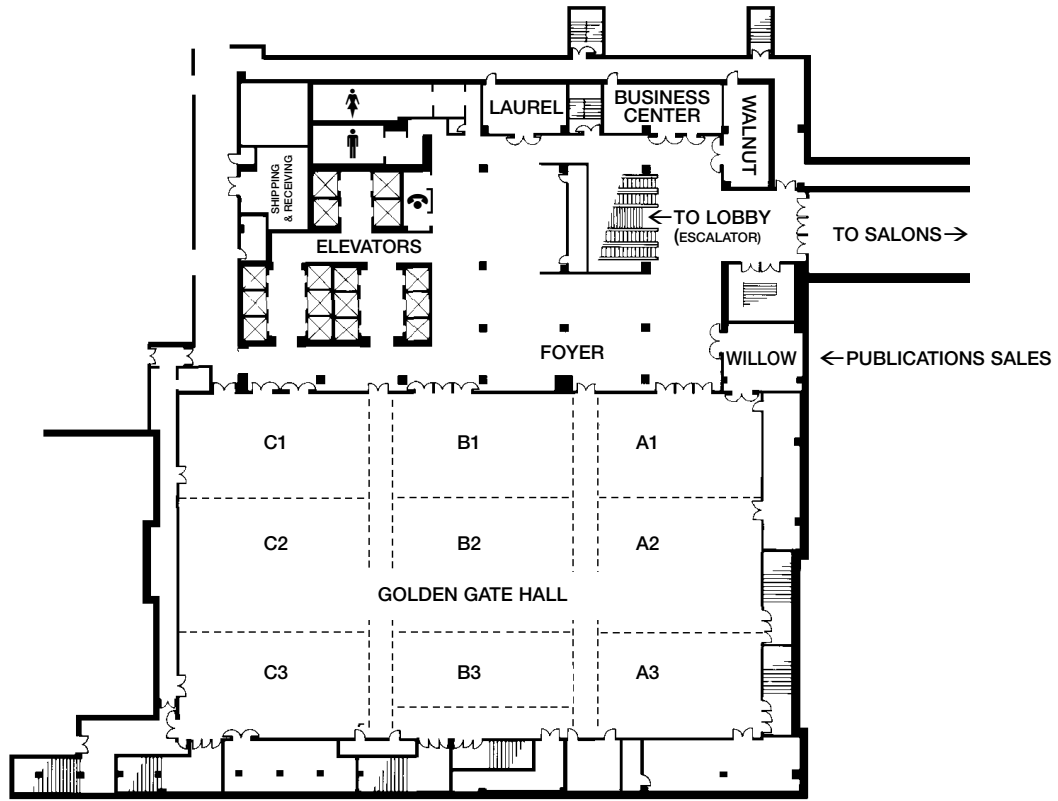 LAUREL
BUSINESS
CENTER
WALNUT
SHIPPING
& RECEIVING
TO LOBBY
(ESCALATOR)
ELEVATORS
TO SALONS
FOYER
WILLOW
PUBLICATIONS SALES
C1
B1
A1
C2
B2
A2
GOLDEN GATE HALL
C3
B3
A3